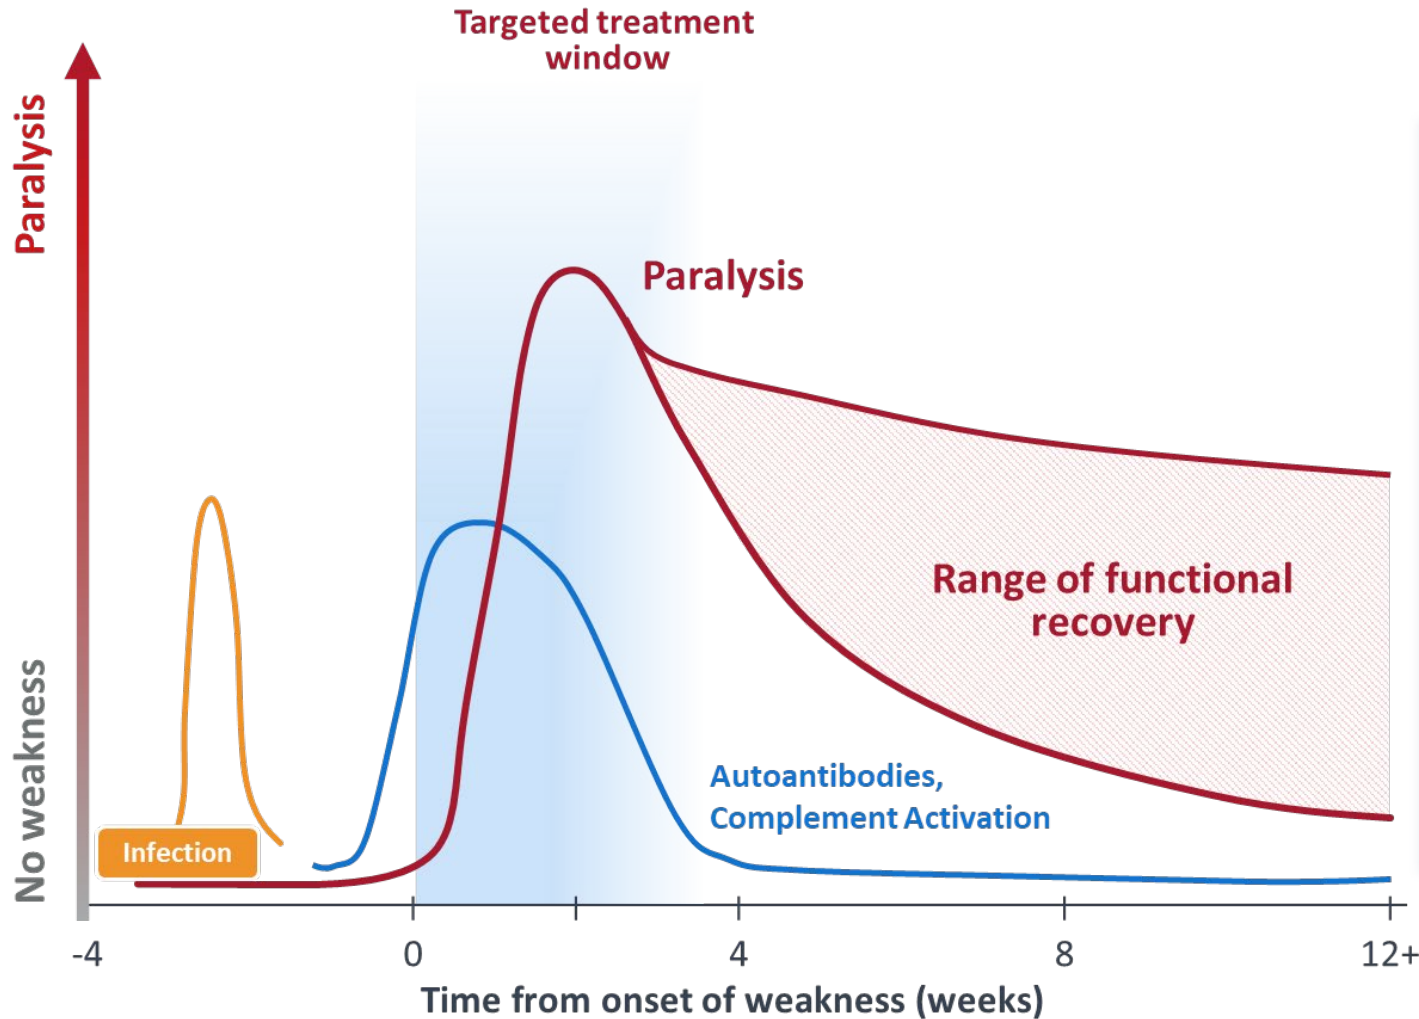 Targeted treatment
window
Paralysis
No weakness
Paralysis
Range of functional
recovery
Autoantibodies,
Complement Activation
Infection
-4
0
4
8
12+
Time from onset of weakness (weeks)